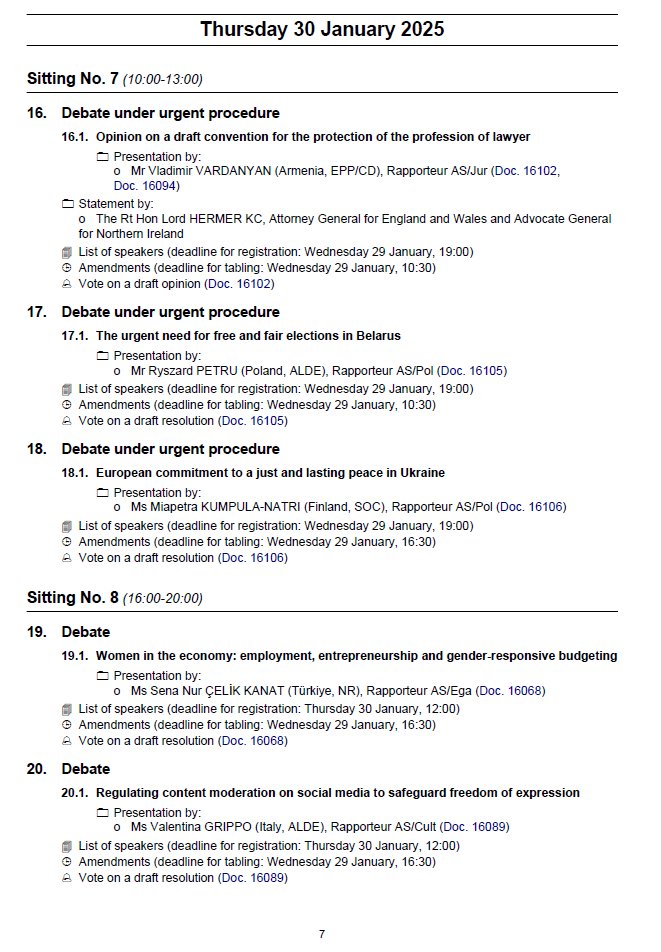 Thursday 30 January 2025
Sitting No. 7 (10:00-13:00)
16. Debate under urgent procedure
16.1. Opinion on a draft convention for the protection of the profession of lawyer
Presentation by:
o Mr Vladimir VARDANYAN (Armenia, EPP/CD), Rapporteur AS/Jur (Doc. 16102,
Doc. 16094)
Statement by:
o The Rt Hon Lord HERMER KC, Attorney General for England and Wales and Advocate General
for Northern Ireland
List of speakers (deadline for registration: Wednesday 29 January, 19:00)
Amendments (deadline for tabling: Wednesday 29 January, 10:30)
Vote on a draft opinion (Doc. 16102)
17. Debate under urgent procedure
17.1. The urgent need for free and fair elections in Belarus
Presentation by:
o Mr Ryszard PETRU (Poland, ALDE), Rapporteur AS/Pol (Doc. 16105)
List of speakers (deadline for registration: Wednesday 29 January, 19:00)
Amendments (deadline for tabling: Wednesday 29 January, 10:30)
Vote on a draft resolution (Doc. 16105)
18. Debate under urgent procedure
18.1. European commitment to a just and lasting peace in Ukraine
Presentation by:
o Ms Miapetra KUMPULA-NATRI (Finland, SOC), Rapporteur AS/Pol (Doc. 16106)
List of speakers (deadline for registration: Wednesday 29 January, 19:00)
Amendments (deadline for tabling: Wednesday 29 January, 16:30)
Vote on a draft resolution (Doc. 16106)
Sitting No. 8 (16:00-20:00)
19. Debate
19.1. Women in the economy: employment, entrepreneurship and gender-responsive budgeting
Presentation by:
o Ms Sena Nur ÇELİK KANAT (Türkiye, NR), Rapporteur AS/Ega (Doc. 16068)
List of speakers (deadline for registration: Thursday 30 January, 12:00)
Amendments (deadline for tabling: Wednesday 29 January, 16:30)
Vote on a draft resolution (Doc. 16068)
20. Debate
20.1. Regulating content moderation on social media to safeguard freedom of expression
Presentation by:
o Ms Valentina GRIPPO (Italy, ALDE), Rapporteur AS/Cult (Doc. 16089)
List of speakers (deadline for registration: Thursday 30 January, 12:00)
Amendments (deadline for tabling: Wednesday 29 January, 16:30)
Vote on a draft resolution (Doc. 16089)
7